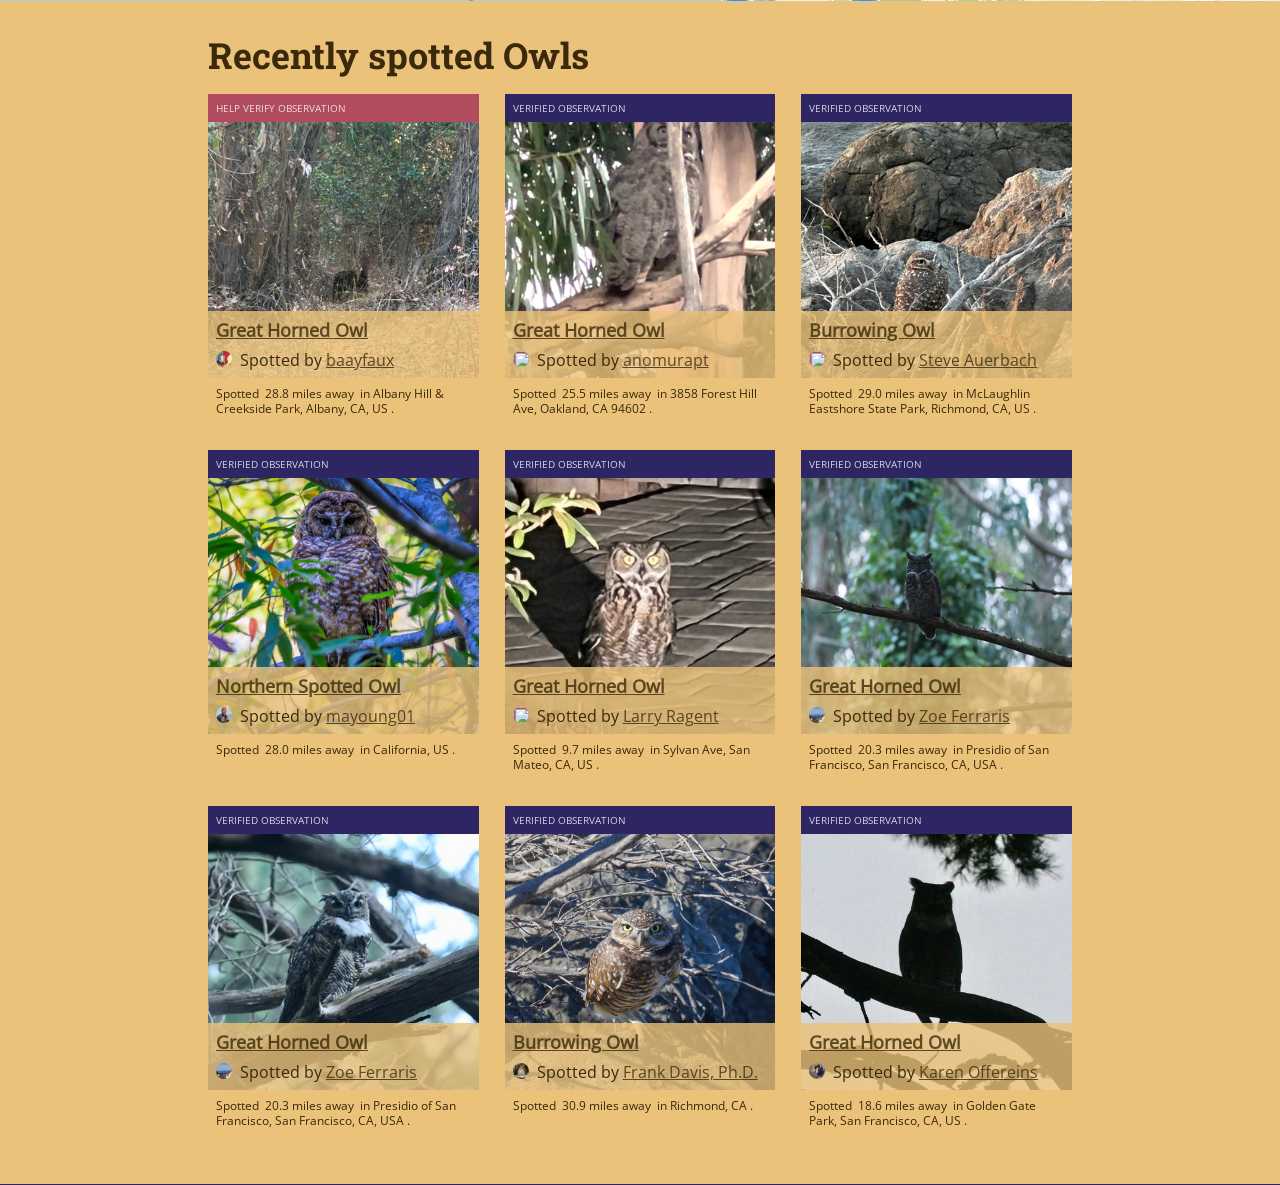 Recently spotted Owls
HELP VERIFY OBSERVATION
Great Horned Owl
Spotted by baayfaux
Spotted 28.8 miles away in Albany Hill &
Creekside Park, Albany, CA, US .
VERIFIED OBSERVATION
Great Horned Owl
Spotted by anomurapt
Spotted 25.5 miles away in 3858 Forest Hill
Ave, Oakland, CA 94602 .
VERIFIED OBSERVATION
Burrowing Owl
Spotted by Steve Auerbach
Spotted 29.0 miles away in McLaughlin
Eastshore State Park, Richmond, CA, US .
VERIFIED OBSERVATION
Northern Spotted Owl
Spotted by mayoung01
Spotted 28.0 miles away in California, US .
VERIFIED OBSERVATION
Great Horned Owl
Spotted by Larry Ragent
Spotted 9.7 miles away in Sylvan Ave, San
Mateo, CA, US .
VERIFIED OBSERVATION
Great Horned Owl
Spotted by Zoe Ferraris
Spotted 20.3 miles away in Presidio of San
Francisco, San Francisco, CA, USA .
VERIFIED OBSERVATION
Great Horned Owl
Spotted by Zoe Ferraris
Spotted 20.3 miles away in Presidio of San
Francisco, San Francisco, CA, USA .
VERIFIED OBSERVATION
Burrowing Owl
Spotted by Frank Davis, Ph.D.
Spotted 30.9 miles away in Richmond, CA .
VERIFIED OBSERVATION
Great Horned Owl
Spotted by Karen Offereins
Spotted 18.6 miles away in Golden Gate
Park, San Francisco, CA, US .